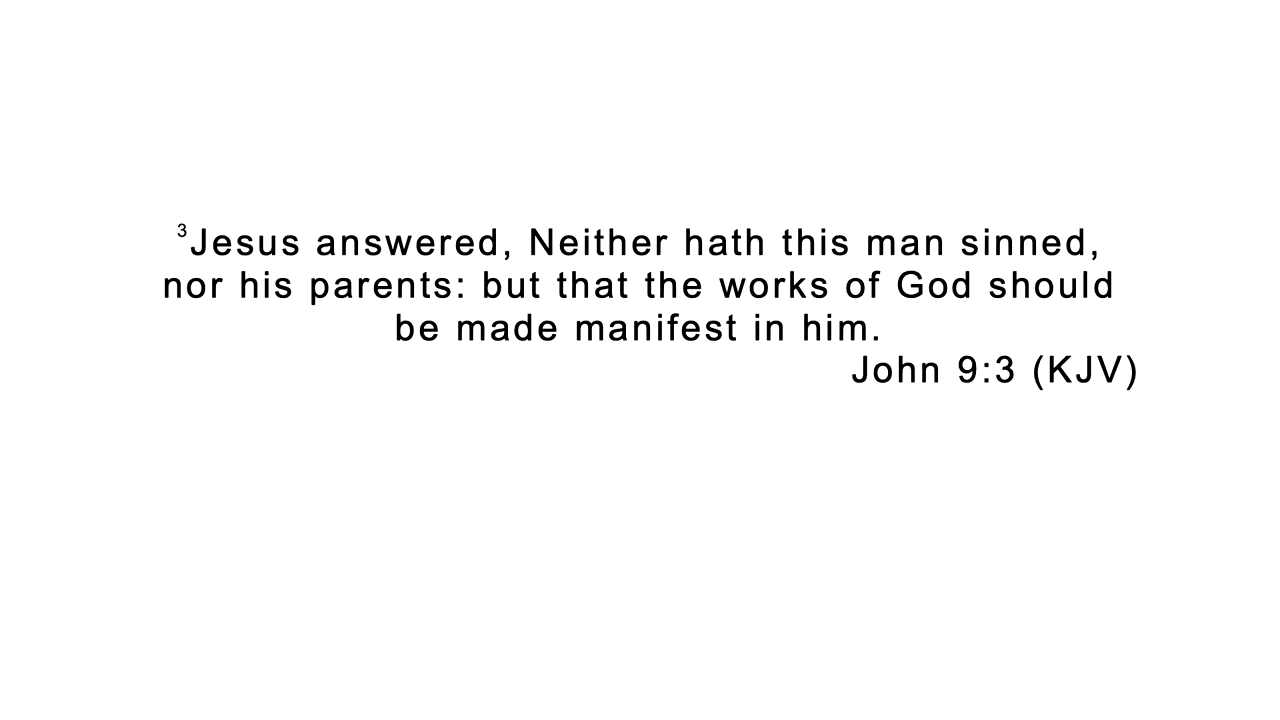 ³Jesus answered, Neither hath this man sinned,
nor his parents: but that the works of God should
be made manifest in him.
John 9:3 (KJV)